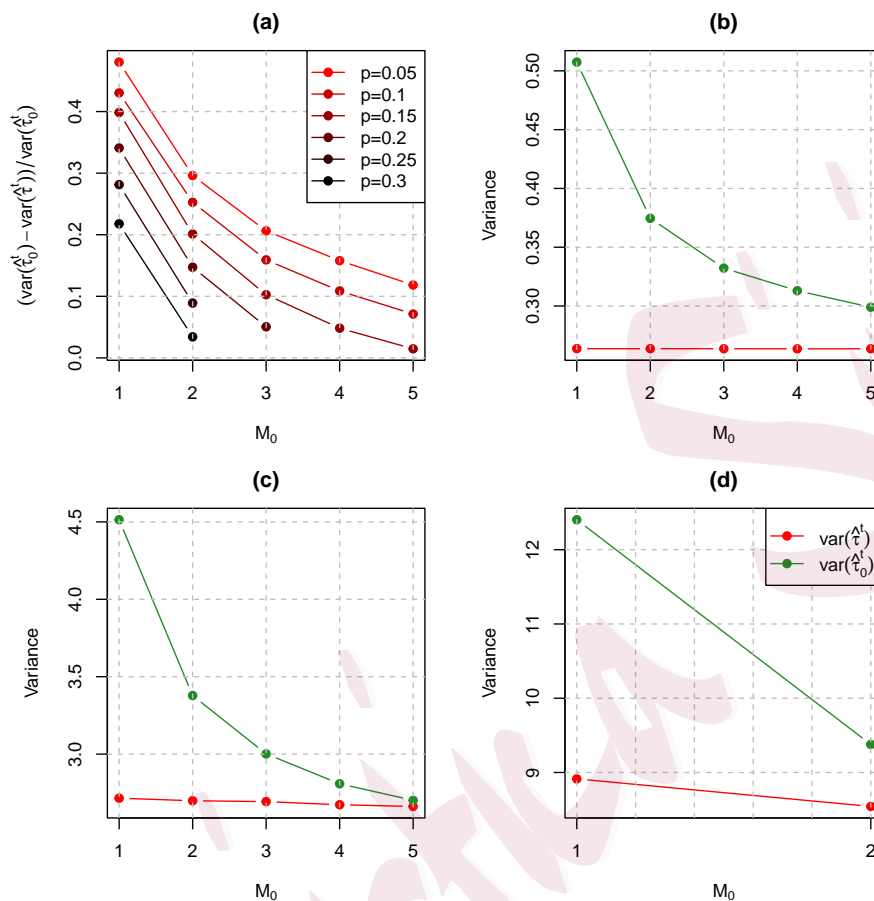 (a)
(var(τ̂₀ᵗ) − var(τ̂ᵗ)) / var(τ̂₀ᵗ)
0.0 0.1 0.2 0.3 0.4
p=0.05
p=0.1
p=0.15
p=0.2
p=0.25
p=0.3
1 2 3 4 5
M₀
(b)
Variance
0.30 0.35 0.40 0.45 0.50
1 2 3 4 5
M₀
(c)
Variance
3.0 3.5 4.0 4.5
1 2 3 4 5
M₀
(d)
Variance
9 10 11 12
var(τ̂ᵗ)
var(τ̂₀ᵗ)
1 2
M₀